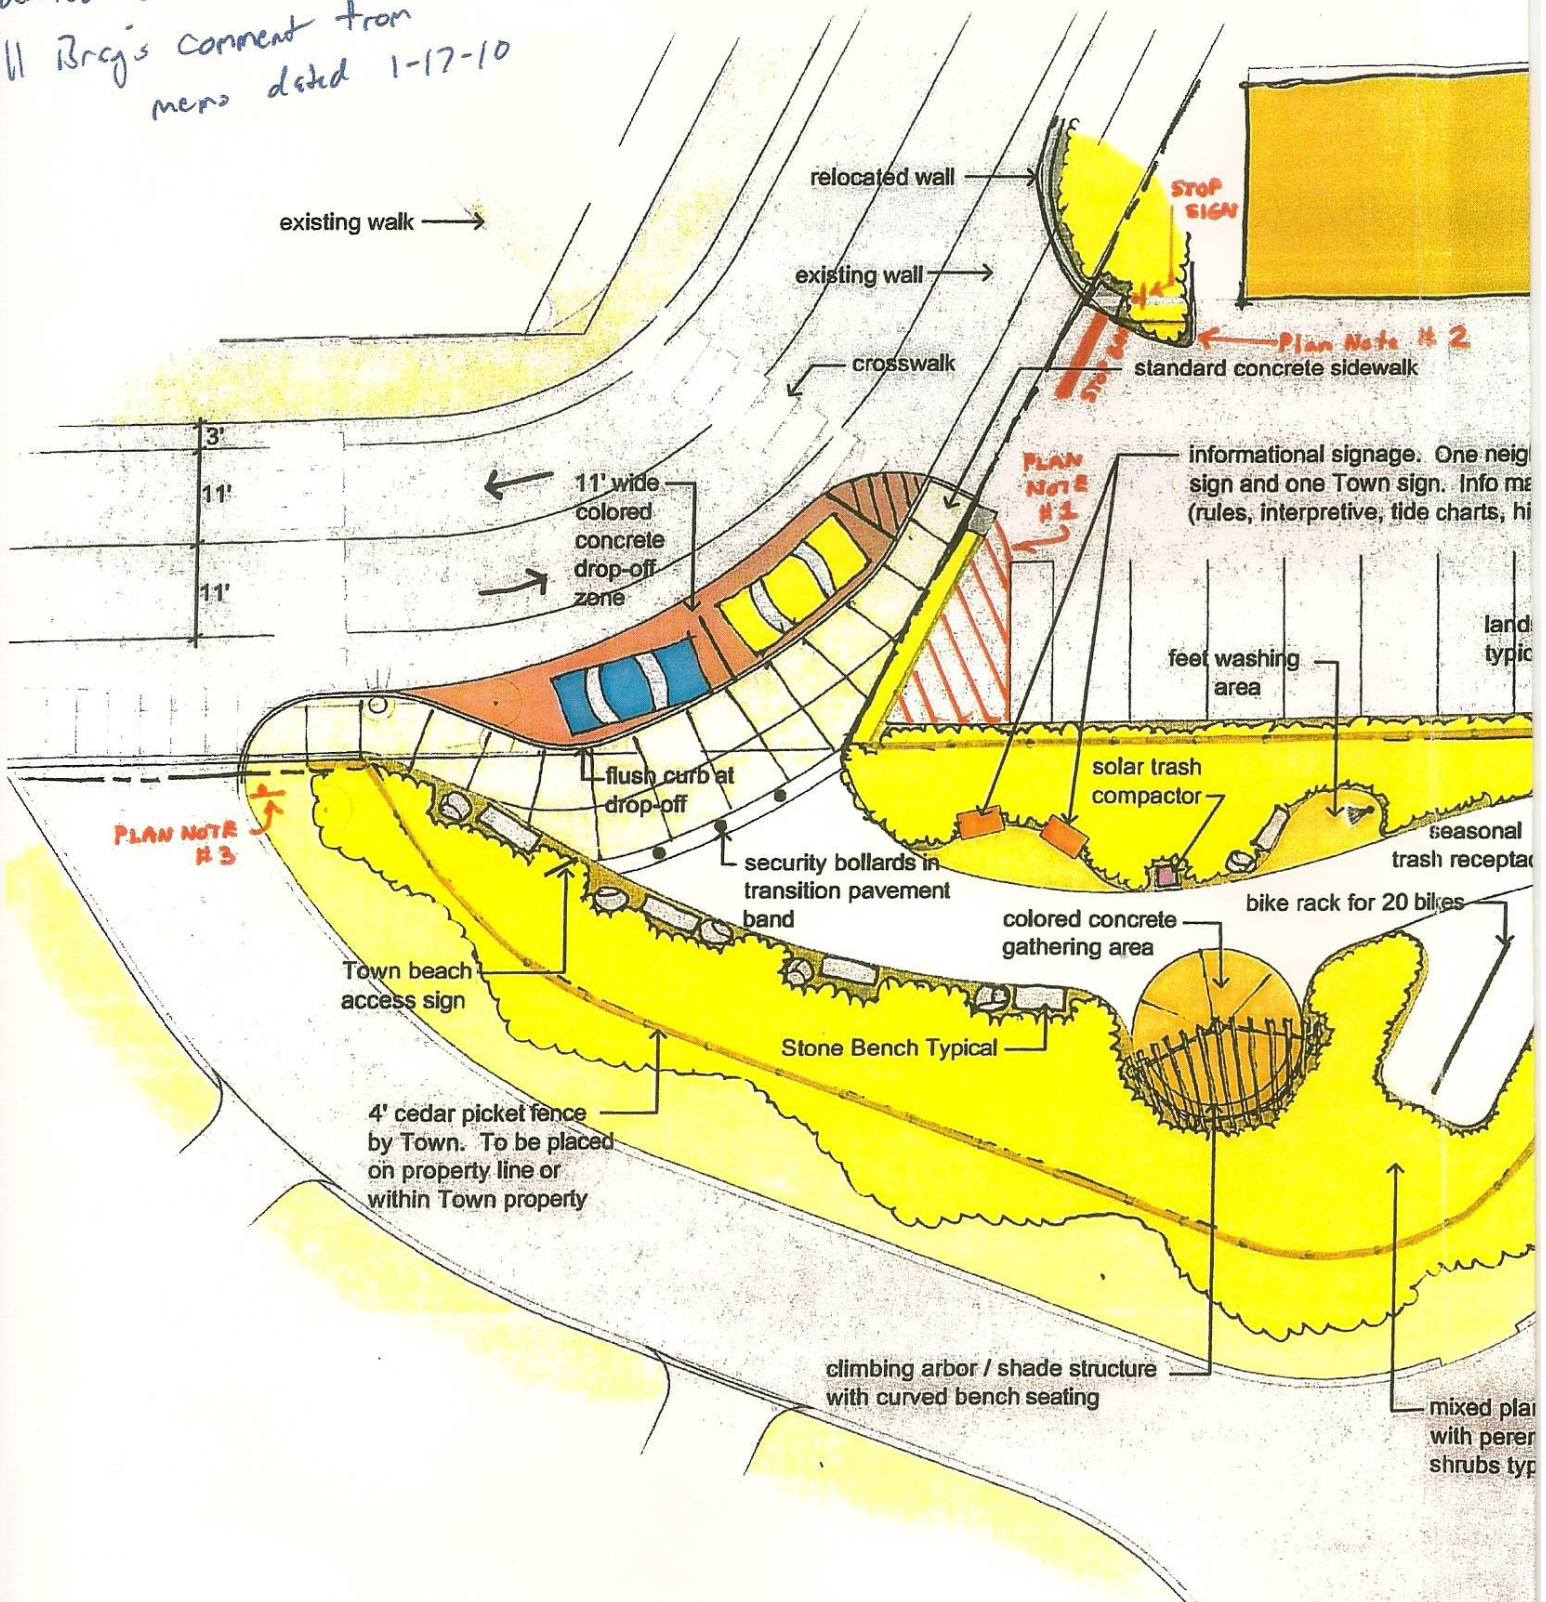 ll Bray's comment from
memo dated 1-17-10
existing walk
relocated wall
STOP
SIGN
existing wall
Plan Note # 2
STOP
crosswalk
standard concrete sidewalk
3'
11'
11'
11' wide
colored
concrete
drop-off
zone
PLAN
NOTE
#1
informational signage. One neig
sign and one Town sign. Info ma
(rules, interpretive, tide charts, hi
land
typic
feet washing
area
flush curb at
drop-off
solar trash
compactor
PLAN NOTE
#3
seasonal
trash recepta
security bollards in
transition pavement
band
bike rack for 20 bikes
colored concrete
gathering area
Town beach
access sign
Stone Bench Typical
4' cedar picket fence
by Town. To be placed
on property line or
within Town property
climbing arbor / shade structure
with curved bench seating
mixed plan
with peren
shrubs typ